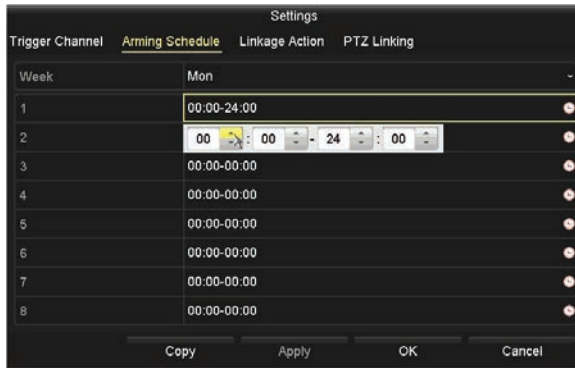 Settings
Trigger Channel Arming Schedule Linkage Action PTZ Linking
Week Mon
1 00:00-24:00
2 00 : 00 - 24 : 00
3 00:00-00:00
4 00:00-00:00
5 00:00-00:00
6 00:00-00:00
7 00:00-00:00
8 00:00-00:00
Copy Apply OK Cancel